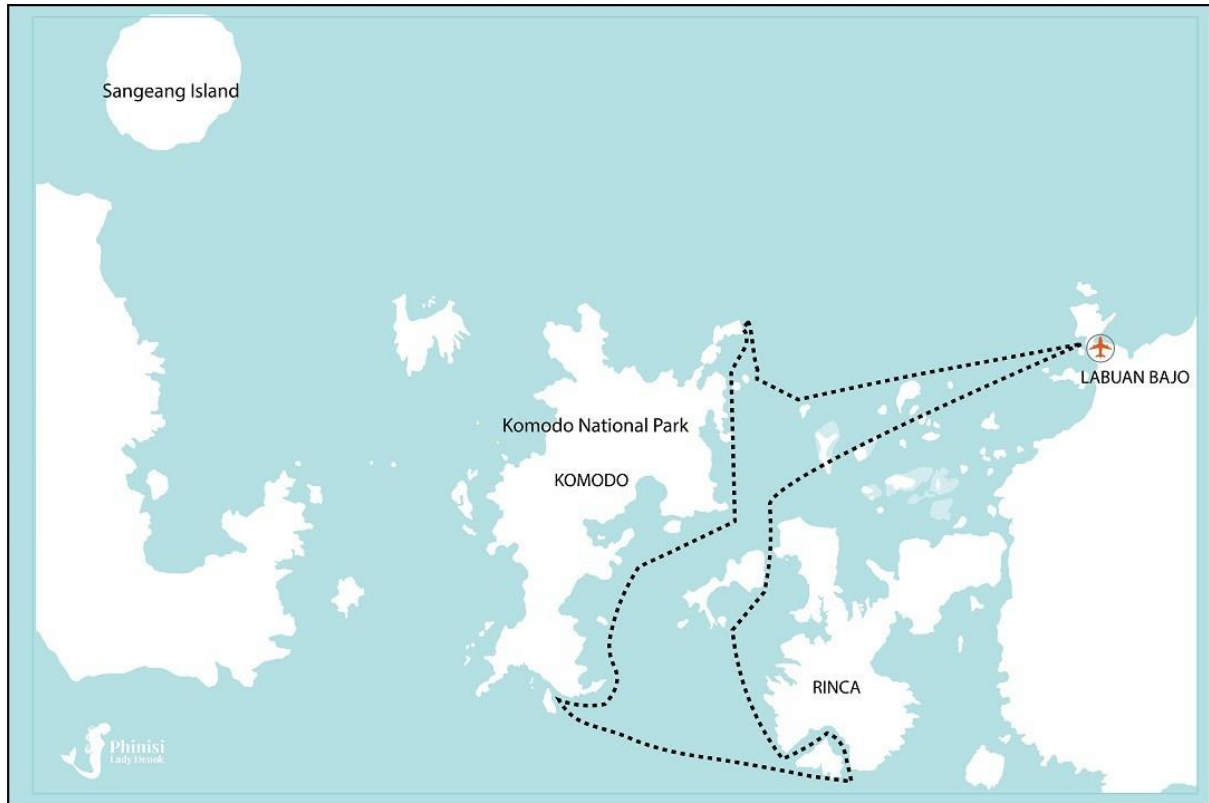 Sangeang Island
LABUAN BAJO
Komodo National Park
KOMODO
RINCA
Phinisi
Lady Denok